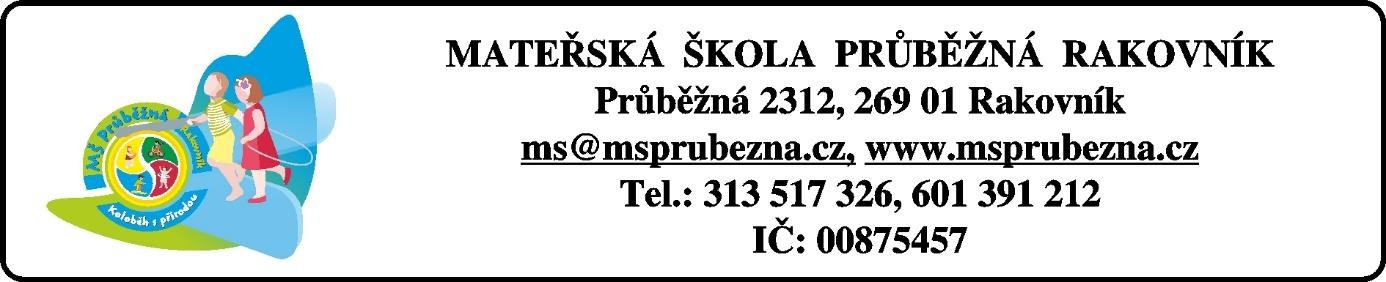 MŠ Průběžná
Rakovník
Koloběh s přírodou
MATEŘSKÁ ŠKOLA PRŮBĚŽNÁ RAKOVNÍK
Průběžná 2312, 269 01 Rakovník
ms@msprubezna.cz, www.msprubezna.cz
Tel.: 313 517 326, 601 391 212
IČ: 00875457